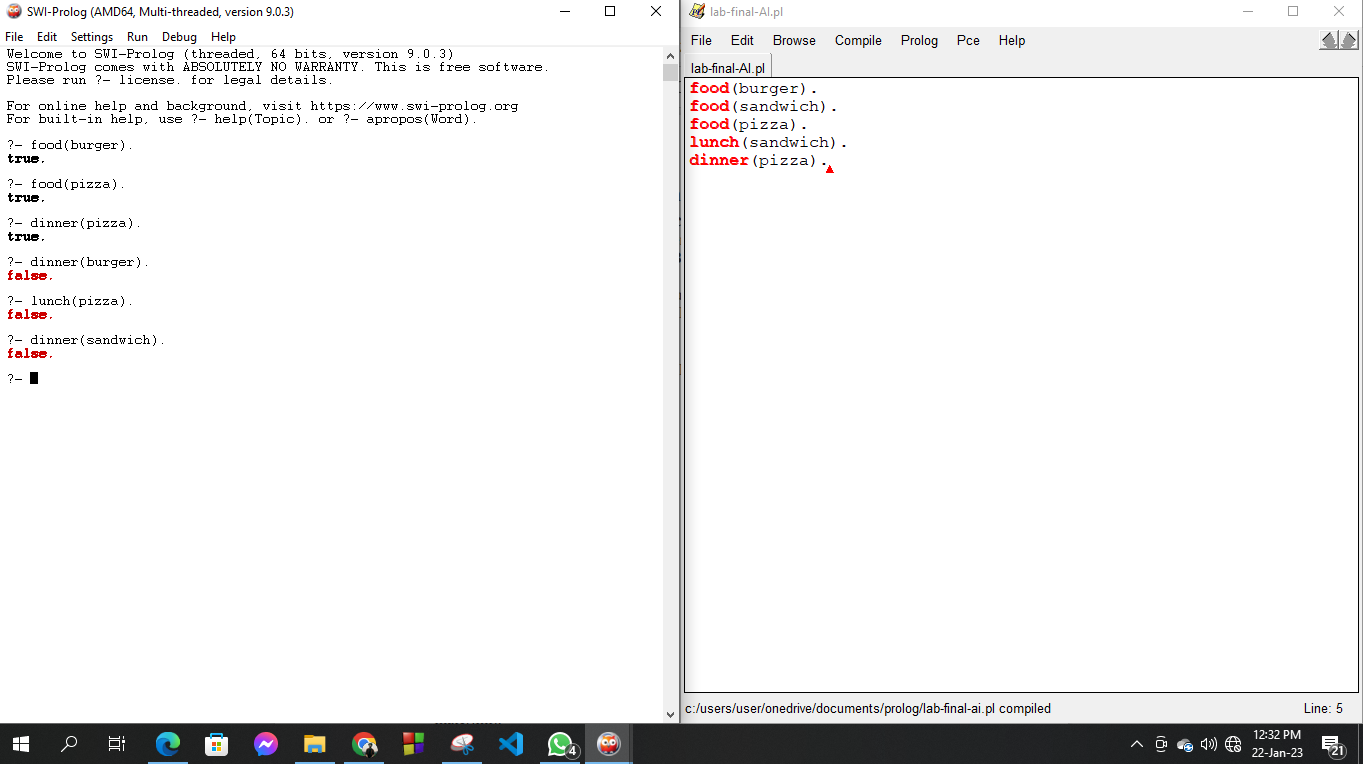 SWI-Prolog (AMD64, Multi-threaded, version 9.0.3)
File Edit Settings Run Debug Help
Welcome to SWI-Prolog (threaded, 64 bits, version 9.0.3)
SWI-Prolog comes with ABSOLUTELY NO WARRANTY. This is free software.
Please run ?- license. for legal details.
For online help and background, visit https://www.swi-prolog.org
For built-in help, use ?- help(Topic). or ?- apropos(Word).
?- food(burger).
true.
?- food(pizza).
true.
?- dinner(pizza).
true.
?- dinner(burger).
false.
?- lunch(pizza).
false.
?- dinner(sandwich).
false.
?-
lab-final-AI.pl
File Edit Browse Compile Prolog Pce Help
lab-final-AI.pl
food(burger).
food(sandwich).
food(pizza).
lunch(sandwich).
dinner(pizza).
c:/users/user/onedrive/documents/prolog/lab-final-ai.pl compiled
Line: 5
4
12:32 PM
22-Jan-23
21